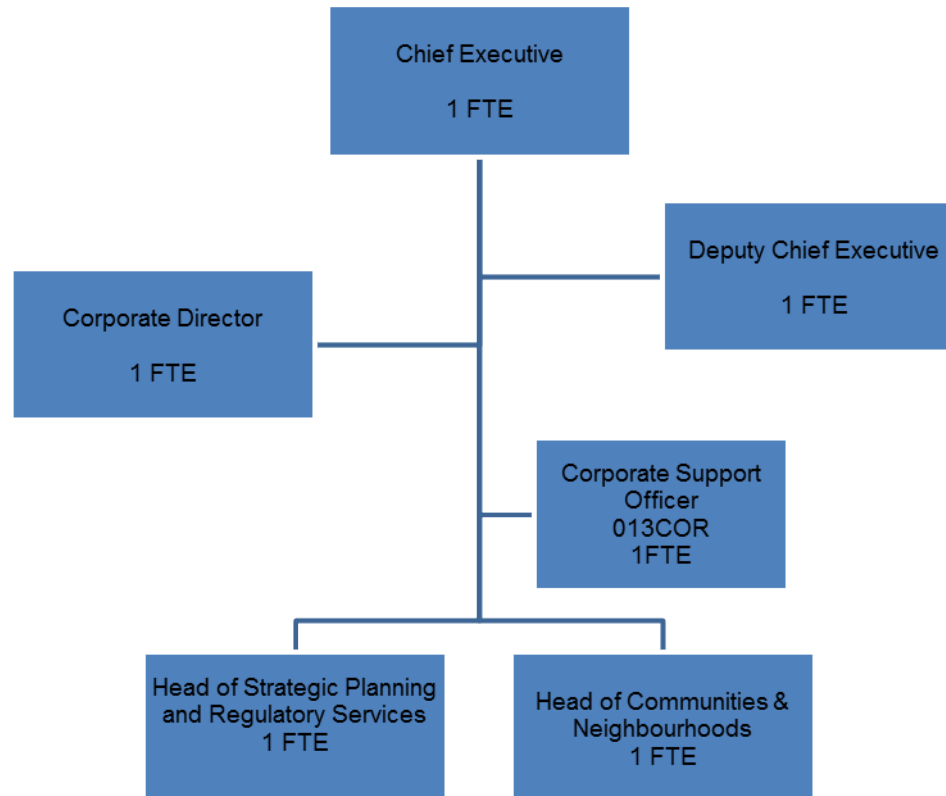 Chief Executive
1 FTE
Deputy Chief Executive
1 FTE
Corporate Director
1 FTE
Corporate Support
Officer
013COR
1FTE
Head of Strategic Planning
and Regulatory Services
1 FTE
Head of Communities &
Neighbourhoods
1 FTE